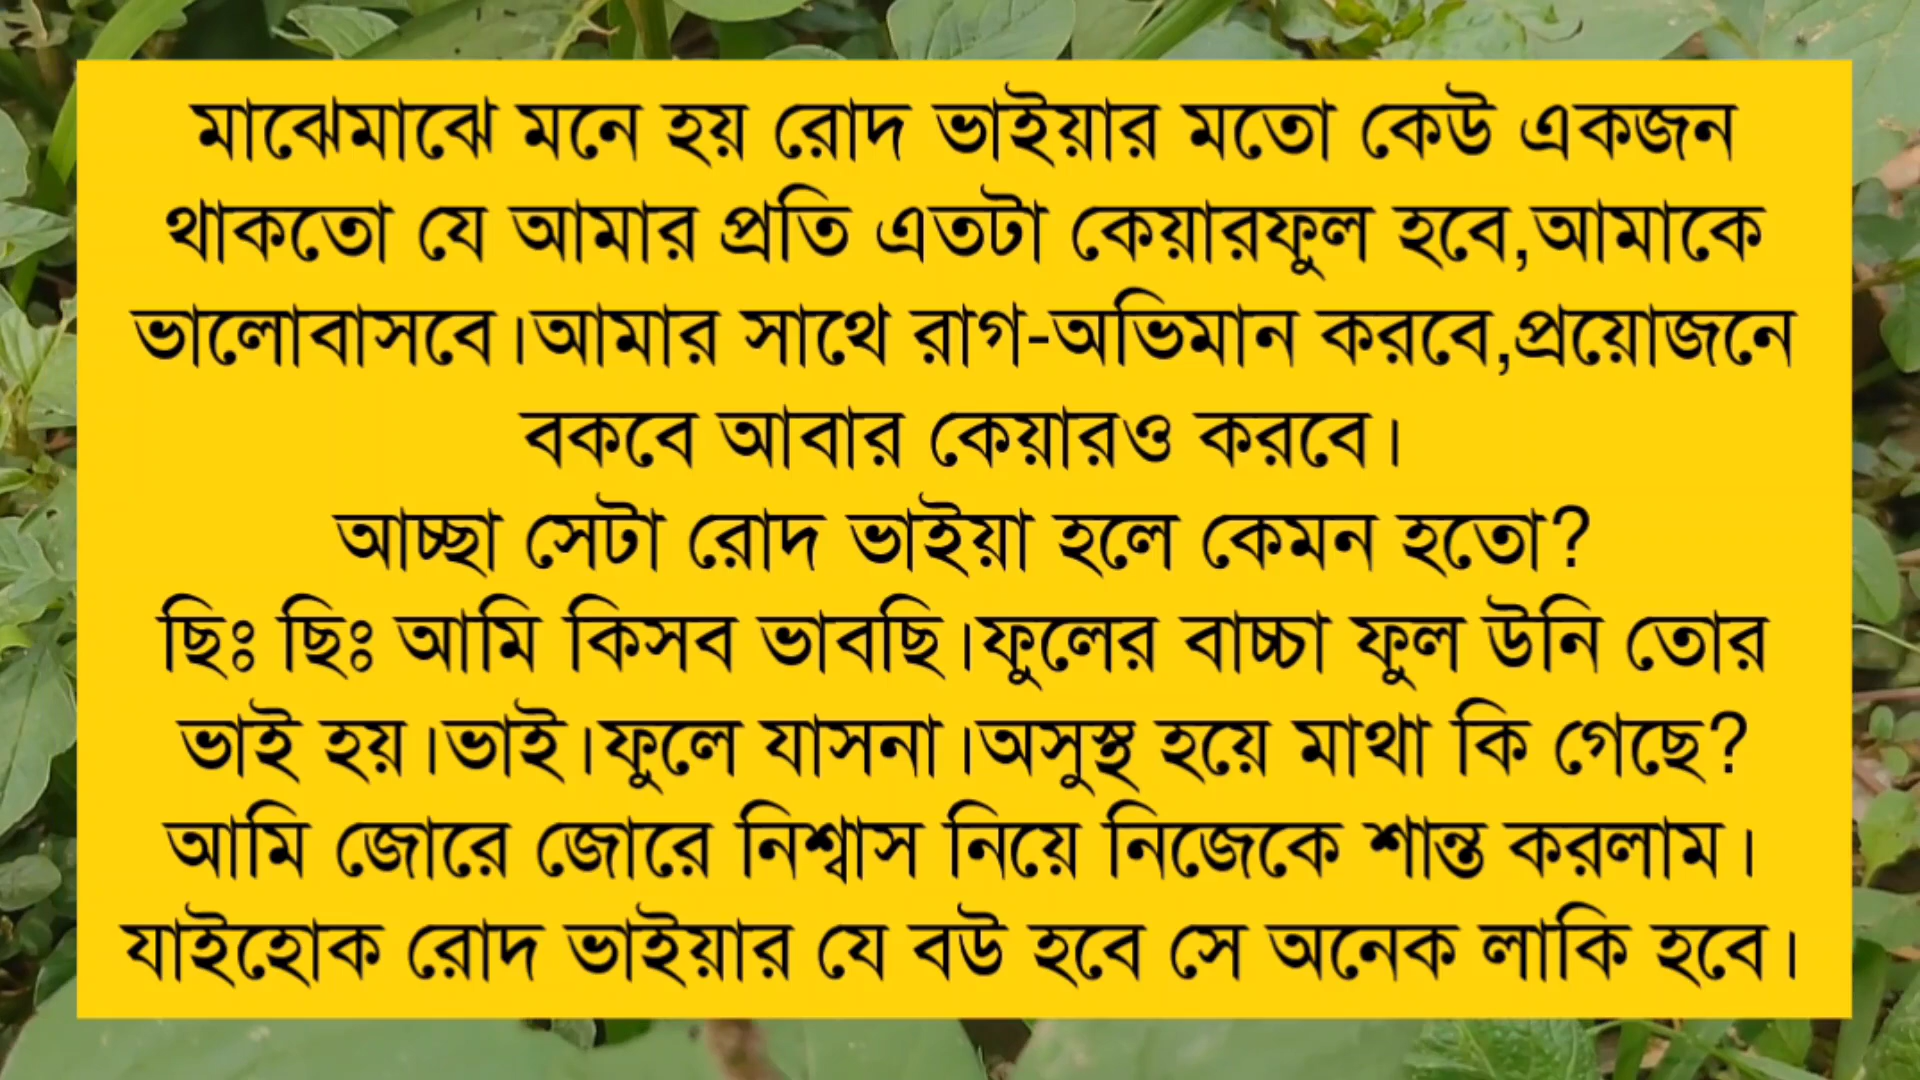 মাঝেমাঝে মনে হয় রোদ ভাইয়ার মতো কেউ একজন
থাকতো যে আমার প্রতি এতটা কেয়ারফুল হবে,আমাকে
ভালোবাসবে।আমার সাথে রাগ-অভিমান করবে,প্রয়োজনে
বকবে আবার কেয়ারও করবে।
আচ্ছা সেটা রোদ ভাইয়া হলে কেমন হতো?
ছিঃ ছিঃ আমি কিসব ভাবছি।ফুলের বাচ্চা ফুল উনি তোর
ভাই হয়।ভাই।ফুলে যাসনা।অসুস্থ হয়ে মাথা কি গেছে?
আমি জোরে জোরে নিশ্বাস নিয়ে নিজেকে শান্ত করলাম।
যাইহোক রোদ ভাইয়ার যে বউ হবে সে অনেক লাকি হবে।